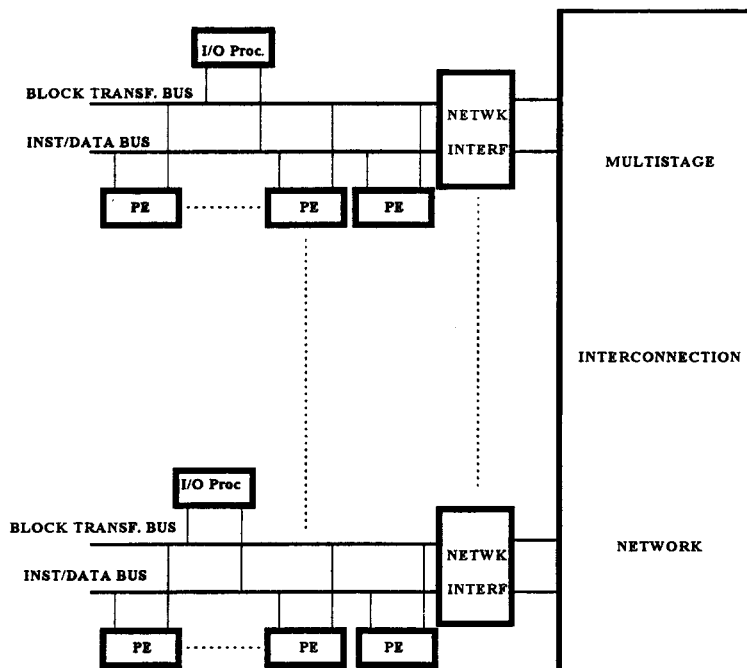 I/O Proc.
BLOCK TRANSF. BUS
NETWK
INST/DATA BUS
INTERF
MULTISTAGE
PE
PE
PE
INTERCONNECTION
I/O Proc
BLOCK TRANSF. BUS
NETWK
NETWORK
INST/DATA BUS
INTERF
PE
PE
PE